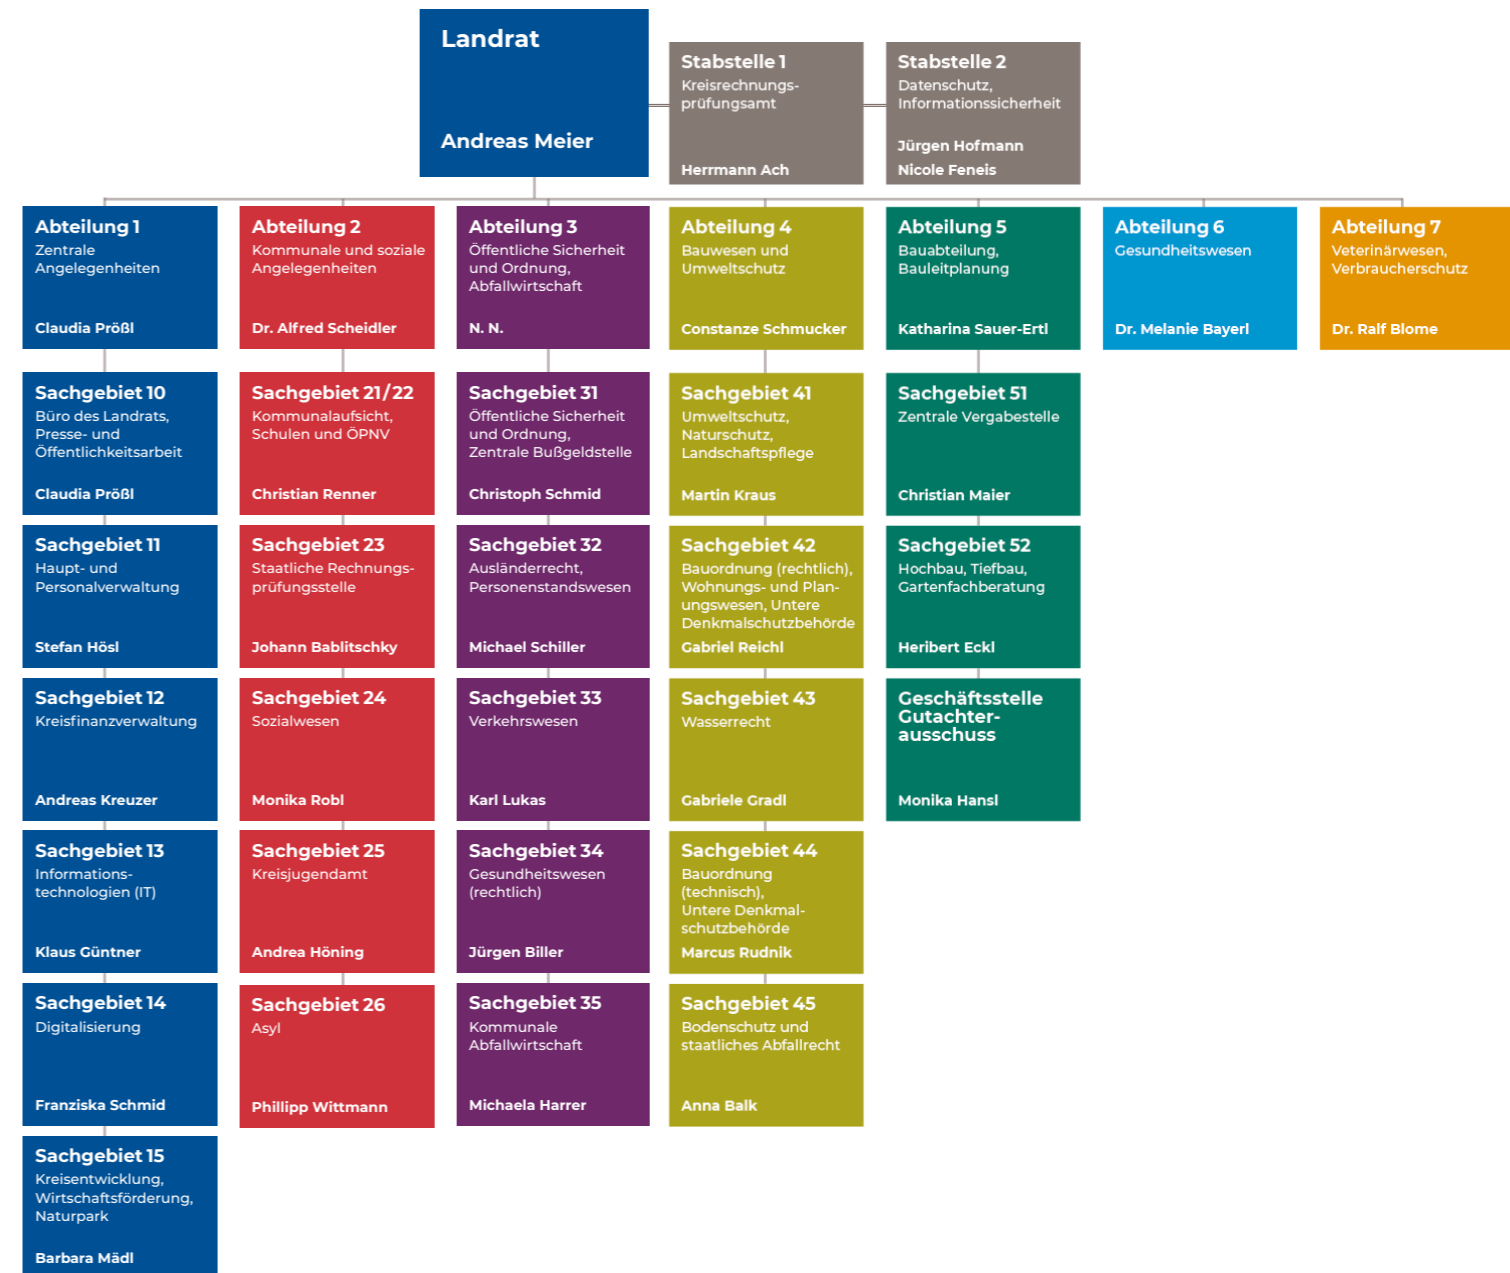 Landrat
Andreas Meier
Stabstelle 1
Kreisrechnungs-
prüfungsamt
Herrmann Ach
Stabstelle 2
Datenschutz,
Informationssicherheit
Jürgen Hofmann
Nicole Feneis
Abteilung 1
Zentrale
Angelegenheiten
Claudia Prößl
Abteilung 2
Kommunale und soziale
Angelegenheiten
Dr. Alfred Scheidler
Abteilung 3
Öffentliche Sicherheit
und Ordnung,
Abfallwirtschaft
N. N.
Abteilung 4
Bauwesen und
Umweltschutz
Constanze Schmucker
Abteilung 5
Bauabteilung,
Bauleitplanung
Katharina Sauer-Ertl
Abteilung 6
Gesundheitswesen
Dr. Melanie Bayerl
Abteilung 7
Veterinärwesen,
Verbraucherschutz
Dr. Ralf Blome
Sachgebiet 10
Büro des Landrats,
Presse- und
Öffentlichkeitsarbeit
Claudia Prößl
Sachgebiet 21/22
Kommunalaufsicht,
Schulen und ÖPNV
Christian Renner
Sachgebiet 31
Öffentliche Sicherheit
und Ordnung,
Zentrale Bußgeldstelle
Christoph Schmid
Sachgebiet 41
Umweltschutz,
Naturschutz,
Landschaftspflege
Martin Kraus
Sachgebiet 51
Zentrale Vergabestelle
Christian Maier
Sachgebiet 11
Haupt- und
Personalverwaltung
Stefan Hösl
Sachgebiet 23
Staatliche Rechnungs-
prüfungsstelle
Johann Bablitschky
Sachgebiet 32
Ausländerrecht,
Personenstandswesen
Michael Schiller
Sachgebiet 42
Bauordnung (rechtlich),
Wohnungs- und Plan-
ungswesen, Untere
Denkmalschutzbehörde
Gabriel Reichl
Sachgebiet 52
Hochbau, Tiefbau,
Gartenfachberatung
Heribert Eckl
Sachgebiet 12
Kreisfinanzverwaltung
Andreas Kreuzer
Sachgebiet 24
Sozialwesen
Monika Robl
Sachgebiet 33
Verkehrswesen
Karl Lukas
Sachgebiet 43
Wasserrecht
Gabriele Gradl
Geschäftsstelle
Gutachter-
ausschuss
Monika Hansl
Sachgebiet 13
Informations-
technologien (IT)
Klaus Güntner
Sachgebiet 25
Kreisjugendamt
Andrea Höning
Sachgebiet 34
Gesundheitswesen
(rechtlich)
Jürgen Biller
Sachgebiet 44
Bauordnung
(technisch),
Untere Denkmal-
schutzbehörde
Marcus Rudnik
Sachgebiet 14
Digitalisierung
Franziska Schmid
Sachgebiet 26
Asyl
Phillipp Wittmann
Sachgebiet 35
Kommunale
Abfallwirtschaft
Michaela Harrer
Sachgebiet 45
Bodenschutz und
staatliches Abfallrecht
Anna Balk
Sachgebiet 15
Kreisentwicklung,
Wirtschaftsförderung,
Naturpark
Barbara Mädl